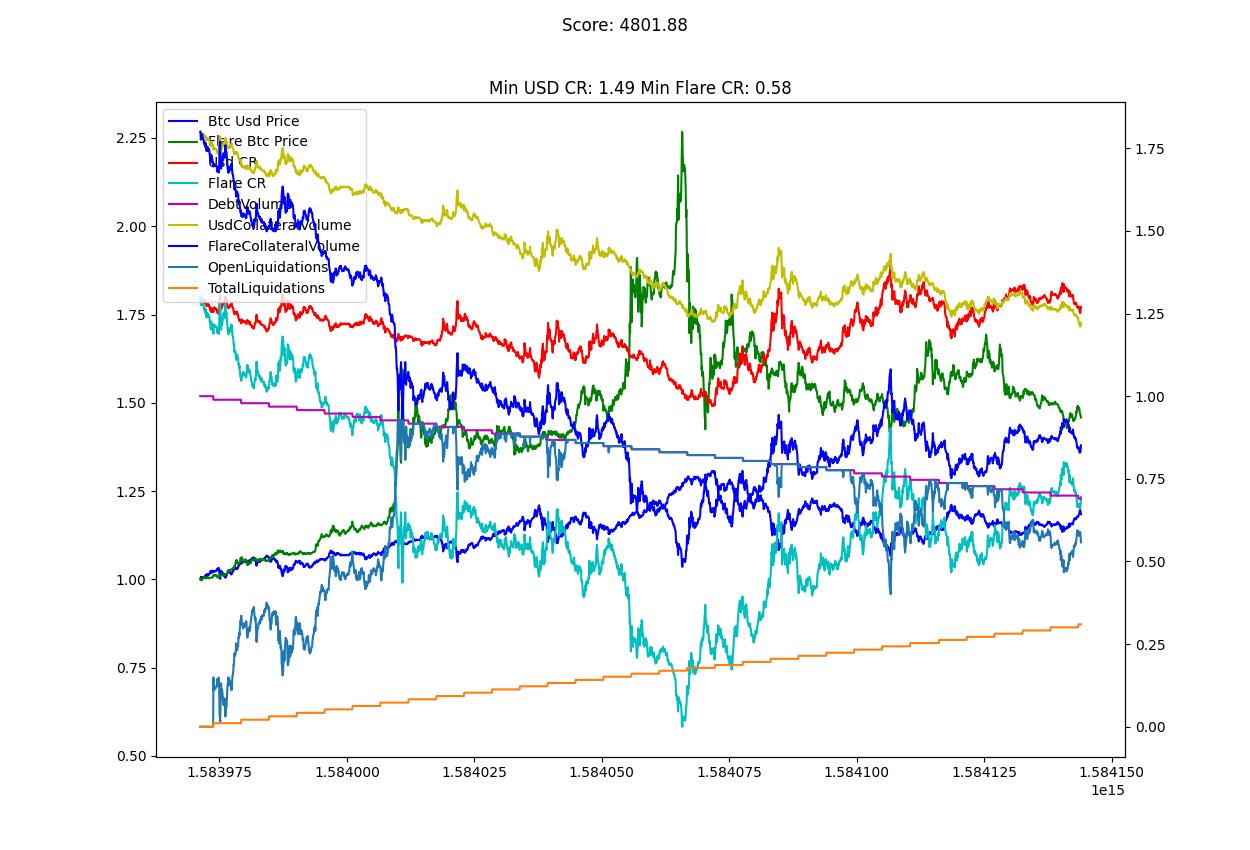 Score: 4801.88
Min USD CR: 1.49 Min Flare CR: 0.58
Btc Usd Price
Flare Btc Price
Usd CR
Flare CR
DebtVolume
UsdCollateralVolume
FlareCollateralVolume
OpenLiquidations
TotalLiquidations
2.25
2.00
1.75
1.50
1.25
1.00
0.75
0.50
1.75
1.50
1.25
1.00
0.75
0.50
0.25
0.00
1.583975 1.584000 1.584025 1.584050 1.584075 1.584100 1.584125 1.584150
1e15